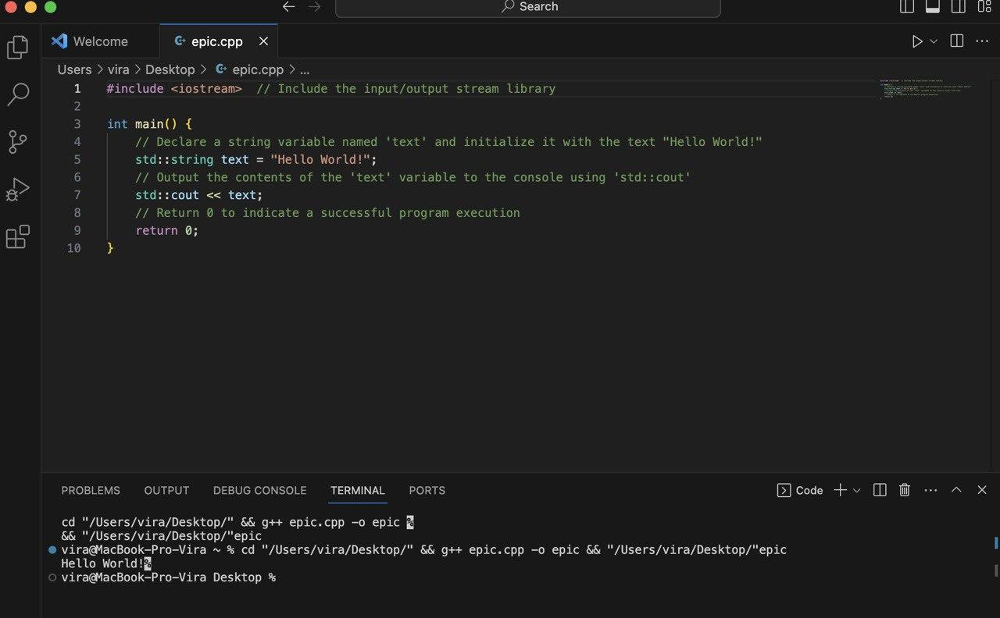 Search
Welcome
epic.cpp
Users > vira > Desktop > epic.cpp > ...
1 #include <iostream>  // Include the input/output stream library
2
3 int main() {
4     // Declare a string variable named 'text' and initialize it with the text "Hello World!"
5     std::string text = "Hello World!";
6     // Output the contents of the 'text' variable to the console using 'std::cout'
7     std::cout << text;
8     // Return 0 to indicate a successful program execution
9     return 0;
10 }
PROBLEMS OUTPUT DEBUG CONSOLE TERMINAL PORTS Code
cd "/Users/vira/Desktop/" && g++ epic.cpp -o epic %
&& "/Users/vira/Desktop/"epic
vira@MacBook-Pro-Vira ~ % cd "/Users/vira/Desktop/" && g++ epic.cpp -o epic && "/Users/vira/Desktop/"epic
Hello World!%
vira@MacBook-Pro-Vira Desktop %